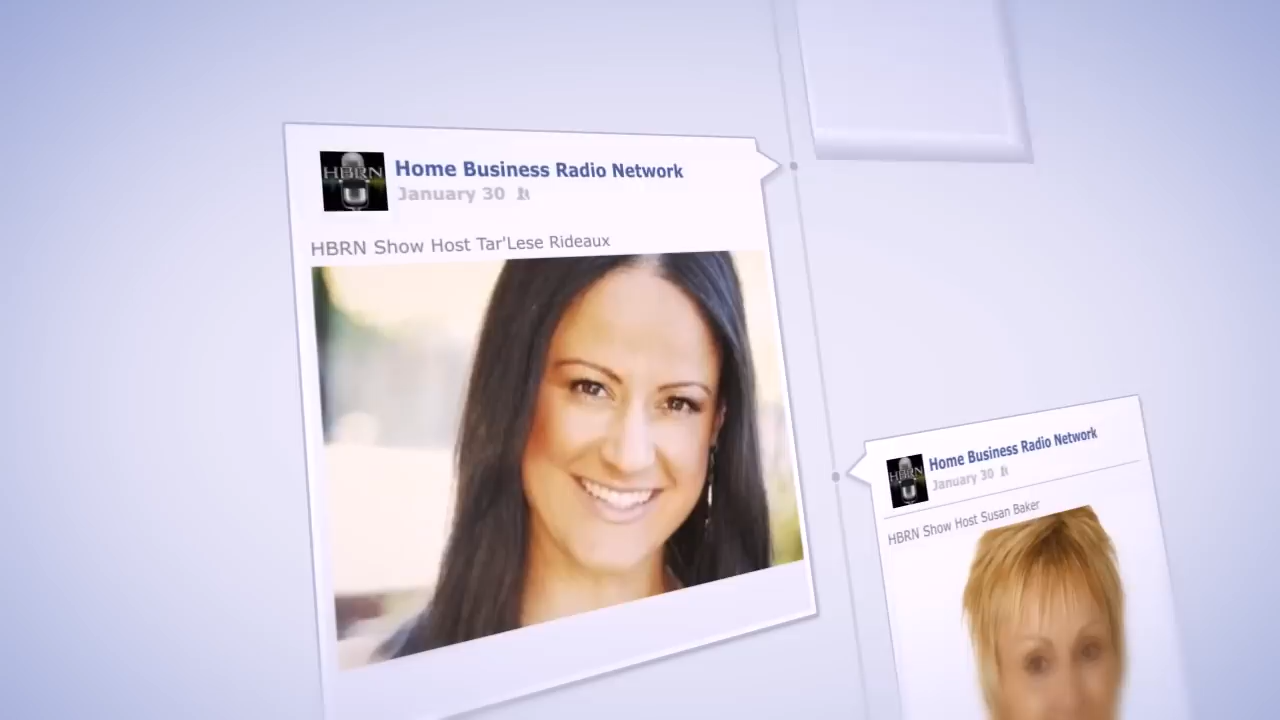 HBRN
Home Business Radio Network
January 30
HBRN Show Host Tar'Lese Rideaux
HBRN
Home Business Radio Network
January 30
HBRN Show Host Susan Baker